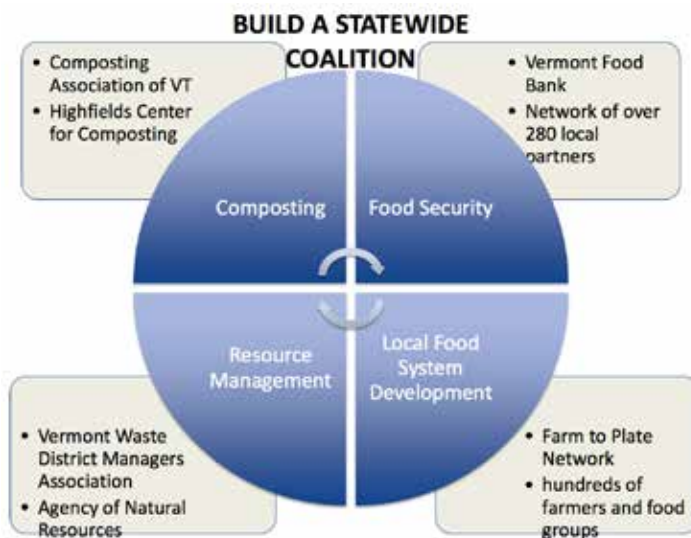 BUILD A STATEWIDE
COALITION
• Composting
Association of VT
• Highfields Center
for Composting
• Vermont Food
Bank
• Network of over
280 local
partners
Composting
Food Security
Resource
Management
Local Food
System
Development
• Vermont Waste
District Managers
Association
• Agency of Natural
Resources
• Farm to Plate
Network
• hundreds of
farmers and food
groups